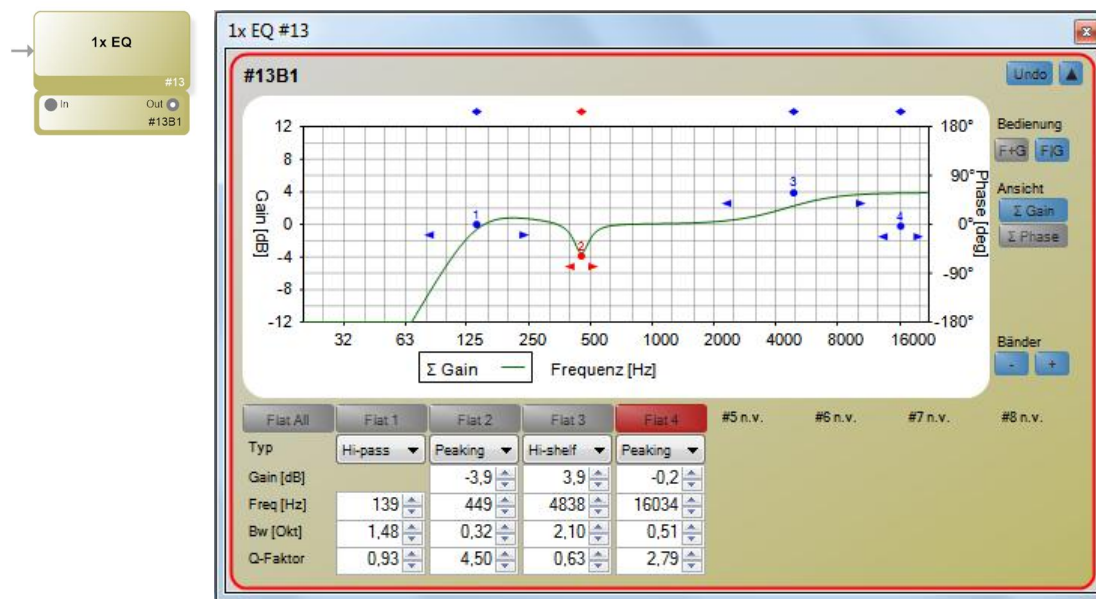 1x EQ
#13
In Out
#13B1
1x EQ #13
x
#13B1
Undo
Bedienung
F+G F|G
Ansicht
Σ Gain
Σ Phase
Bänder
- +
Gain [dB]
12
8
4
0
-4
-8
-12
1
2
3
4
180°
90°
0°
-90°
-180°
Phase [deg]
32 63 125 250 500 1000 2000 4000 8000 16000
Σ Gain Frequenz [Hz]
Flat All Flat 1 Flat 2 Flat 3 Flat 4 #5 n.v. #6 n.v. #7 n.v. #8 n.v.
Typ Hi-pass Peaking Hi-shelf Peaking
Gain [dB] -3,9 3,9 -0,2
Freq [Hz] 139 449 4838 16034
Bw [Okt] 1,48 0,32 2,10 0,51
Q-Faktor 0,93 4,50 0,63 2,79